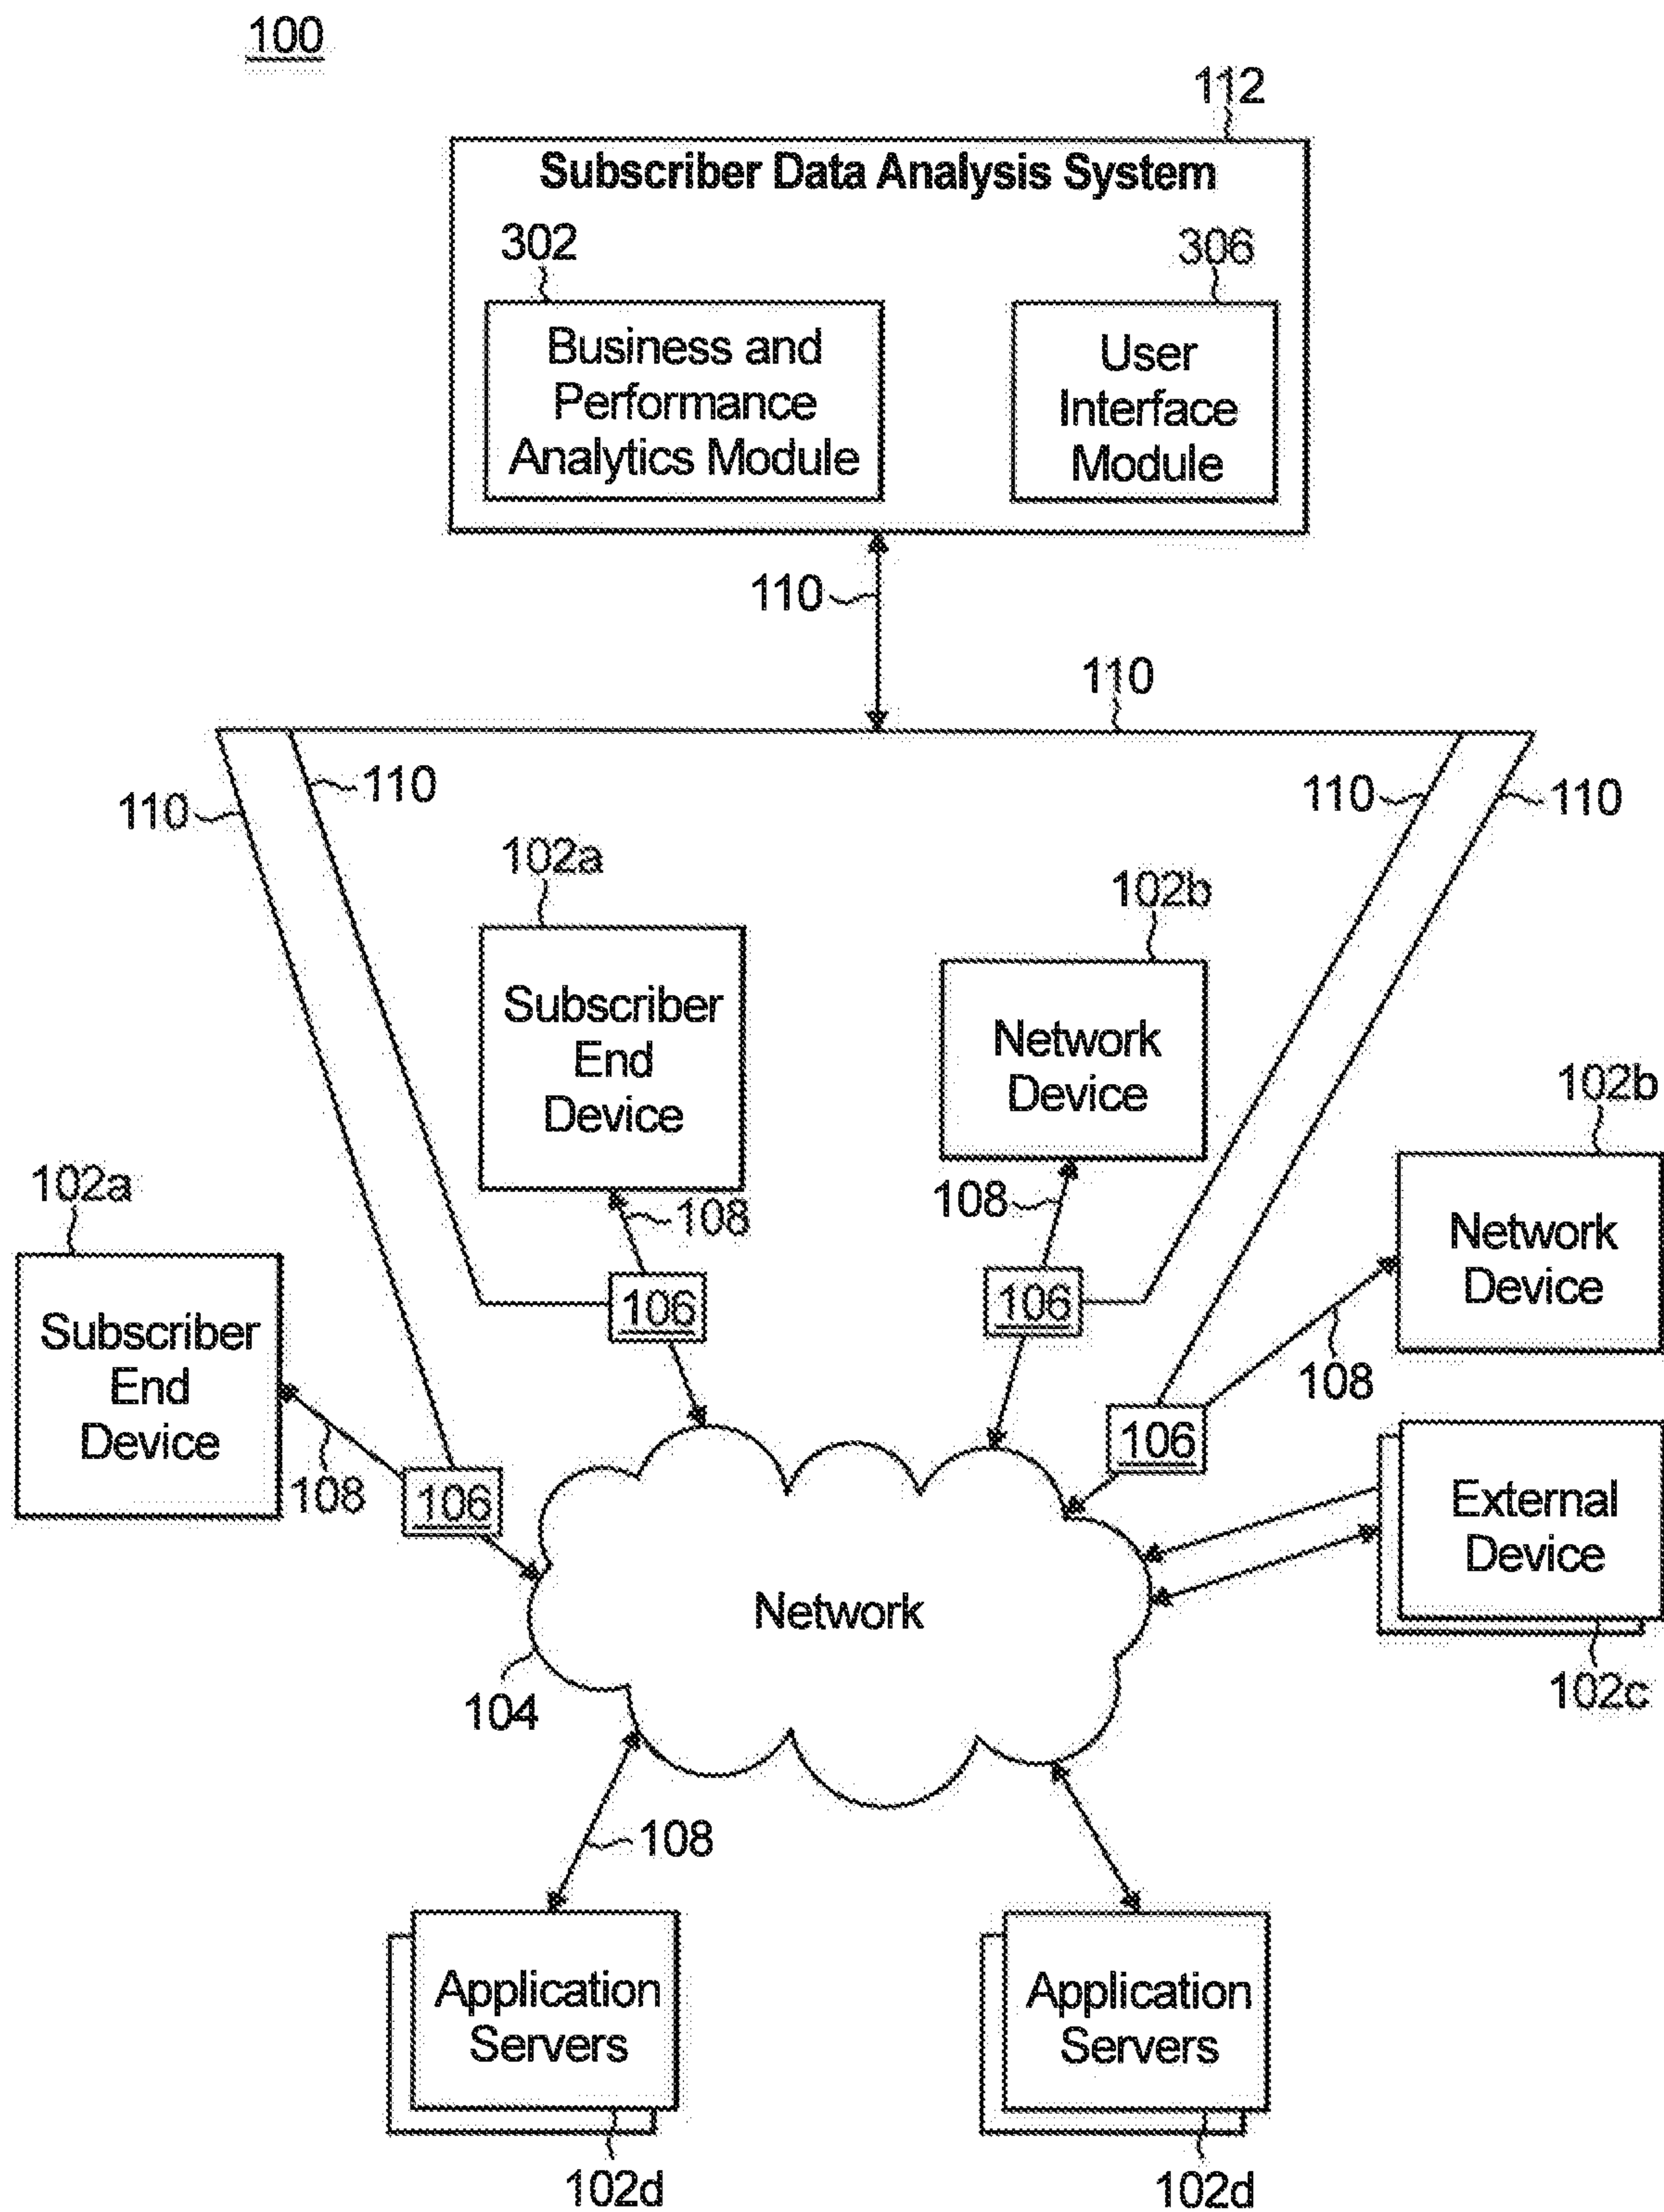 100
112
Subscriber Data Analysis System
302
306
Business and
Performance
Analytics Module
User
Interface
Module
110
110
110
110
110
110
102a
102b
Subscriber
End
Device
Network
Device
102b
102a
108
108
Network
Device
106
106
Subscriber
End
Device
108
108
106
106
External
Device
Network
104
102c
108
Application
Servers
Application
Servers
102d
102d